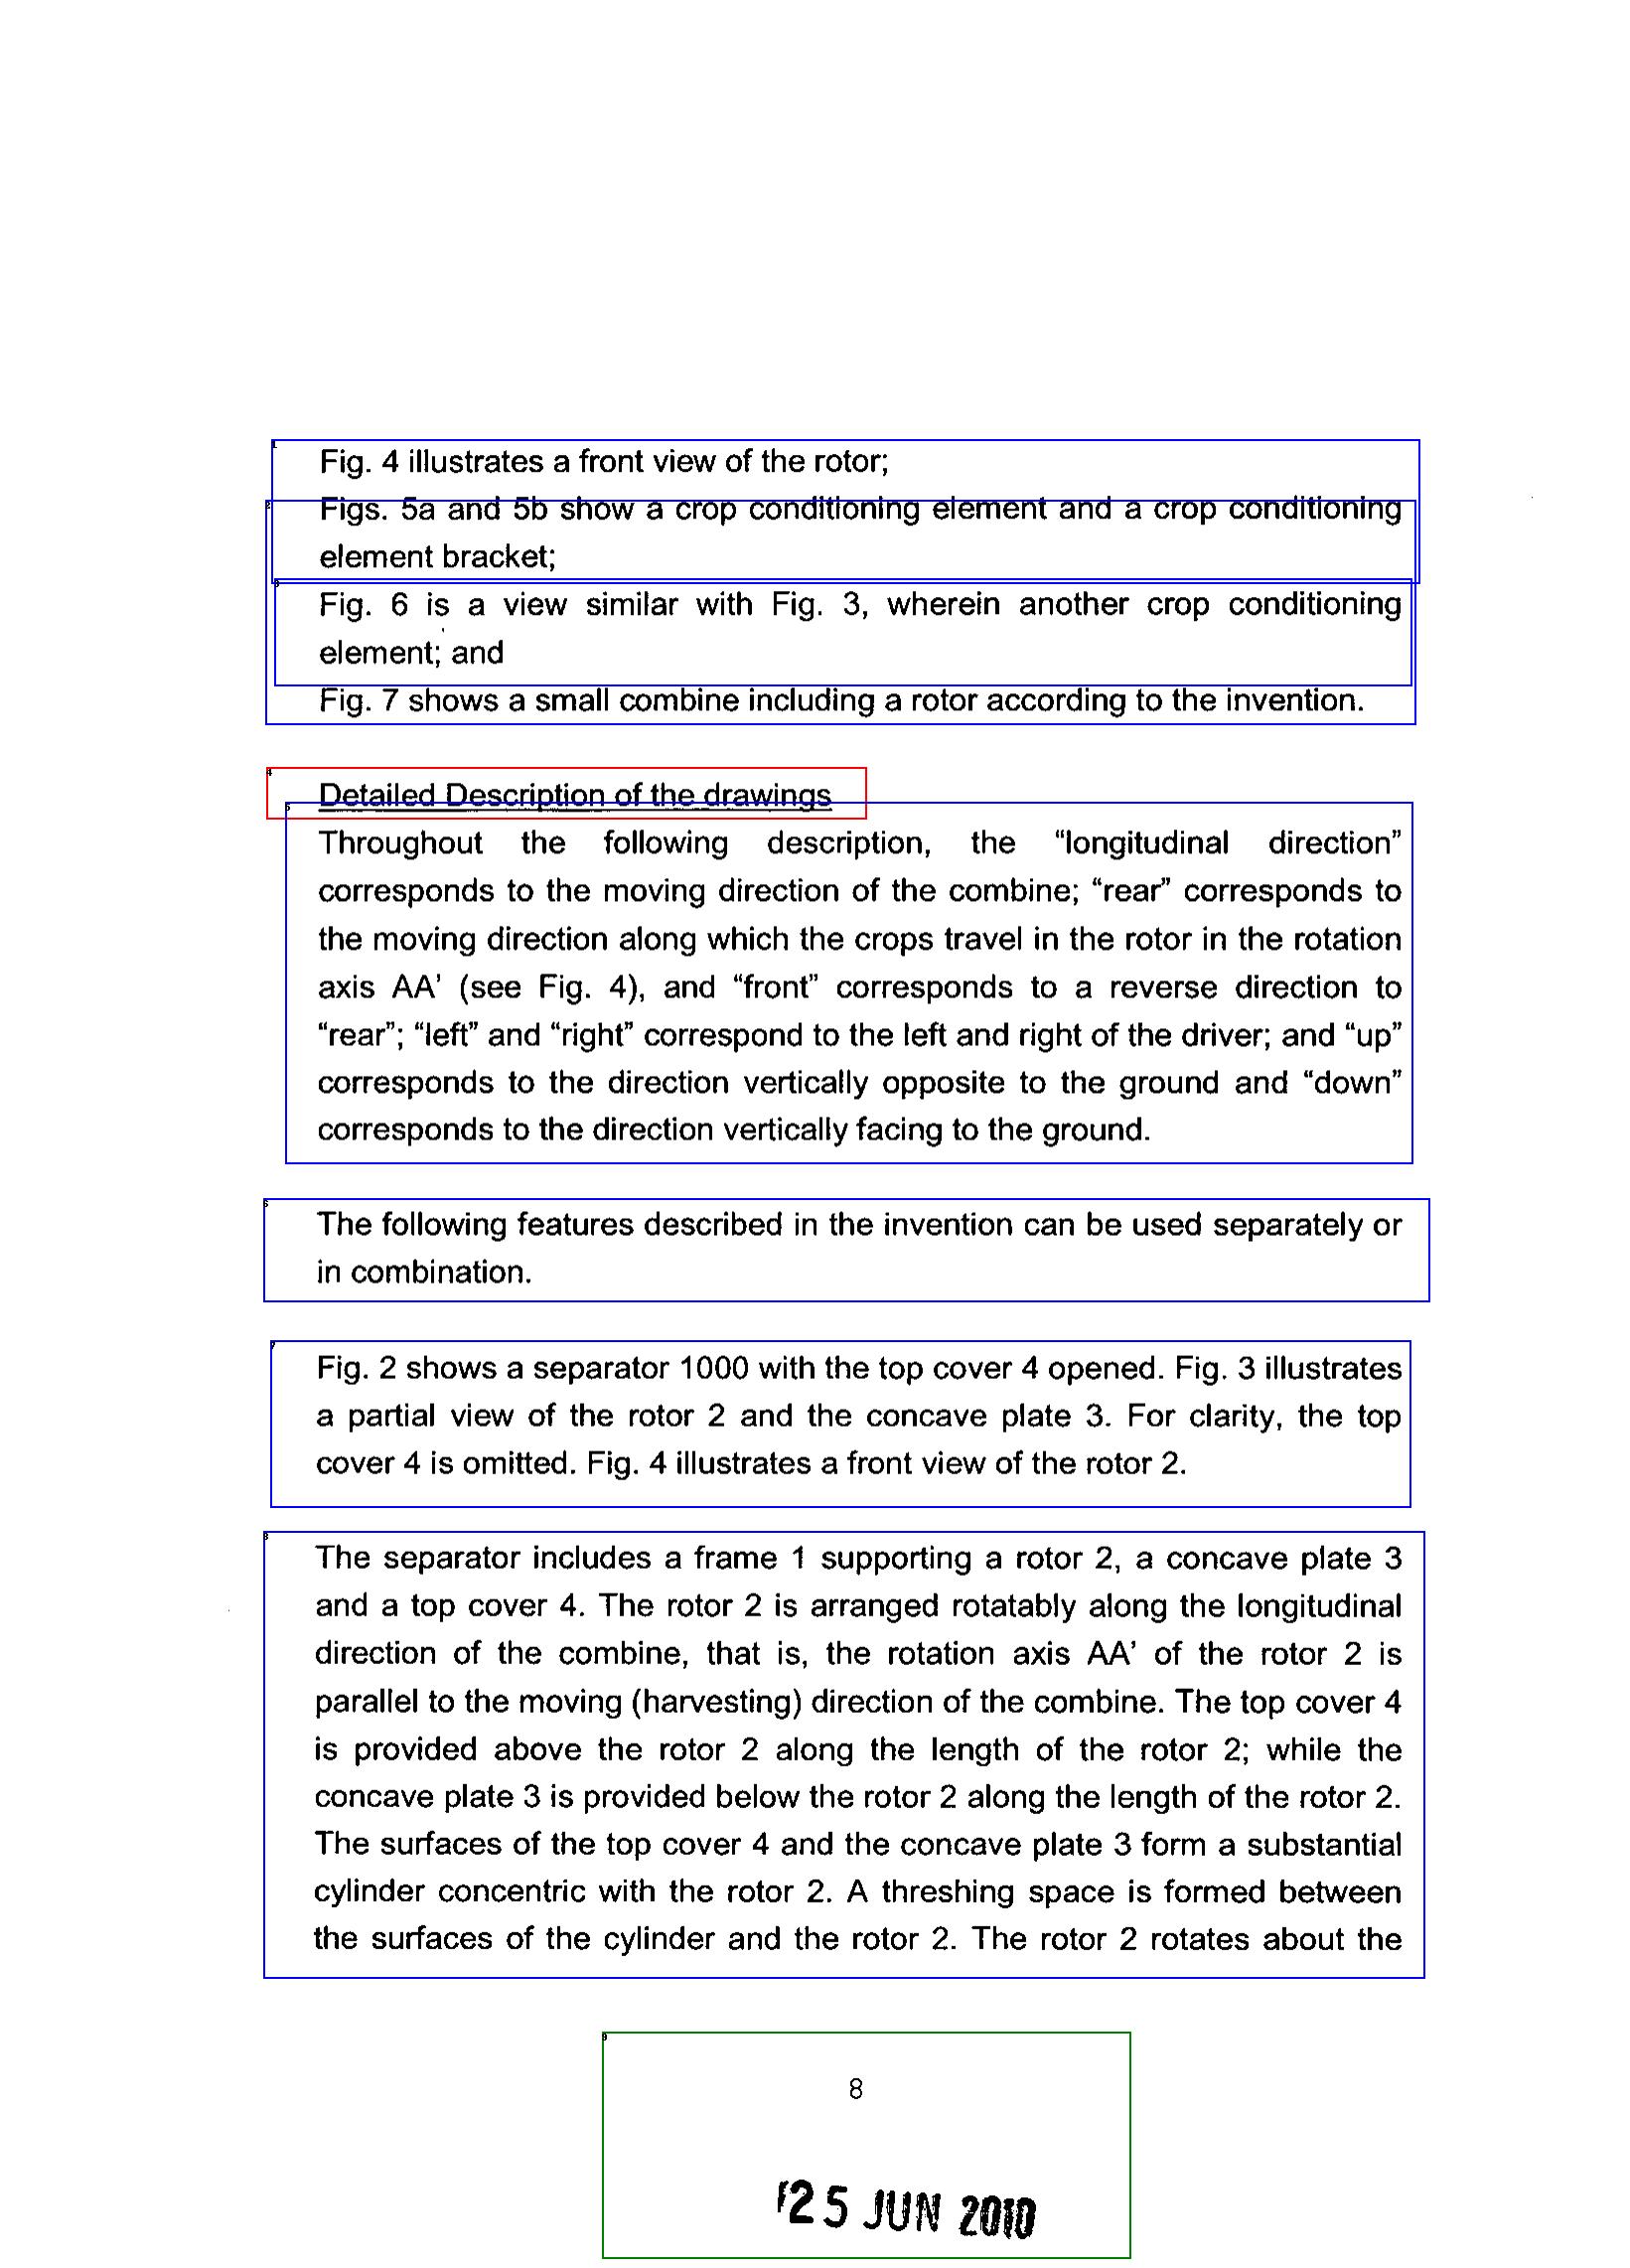 Fig. 4 illustrates a front view of the rotor;
Figs. 5a and 5b show a crop conditioning element and a crop conditioning
element bracket;
Fig. 6 is a view similar with Fig. 3, wherein another crop conditioning
element; and
Fig. 7 shows a small combine including a rotor according to the invention.
Detailed Description of the drawings
Throughout the following description, the “longitudinal direction”
corresponds to the moving direction of the combine; “rear” corresponds to
the moving direction along which the crops travel in the rotor in the rotation
axis AA’ (see Fig. 4), and “front” corresponds to a reverse direction to
“rear”; “left” and “right” correspond to the left and right of the driver; and “up”
corresponds to the direction vertically opposite to the ground and “down”
corresponds to the direction vertically facing to the ground.
The following features described in the invention can be used separately or
in combination.
Fig. 2 shows a separator 1000 with the top cover 4 opened. Fig. 3 illustrates
a partial view of the rotor 2 and the concave plate 3. For clarity, the top
cover 4 is omitted. Fig. 4 illustrates a front view of the rotor 2.
The separator includes a frame 1 supporting a rotor 2, a concave plate 3
and a top cover 4. The rotor 2 is arranged rotatably along the longitudinal
direction of the combine, that is, the rotation axis AA’ of the rotor 2 is
parallel to the moving (harvesting) direction of the combine. The top cover 4
is provided above the rotor 2 along the length of the rotor 2; while the
concave plate 3 is provided below the rotor 2 along the length of the rotor 2.
The surfaces of the top cover 4 and the concave plate 3 form a substantial
cylinder concentric with the rotor 2. A threshing space is formed between
the surfaces of the cylinder and the rotor 2. The rotor 2 rotates about the
8
25 JUN 2010